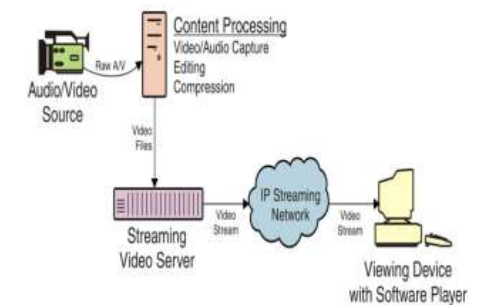 Content Processing
Video/Audio Capture
Editing
Compression
Raw A/V
Audio/Video
Source
Video
Files
IP Streaming
Network
Video
Stream
Video
Stream
Streaming
Video Server
Viewing Device
with Software Player